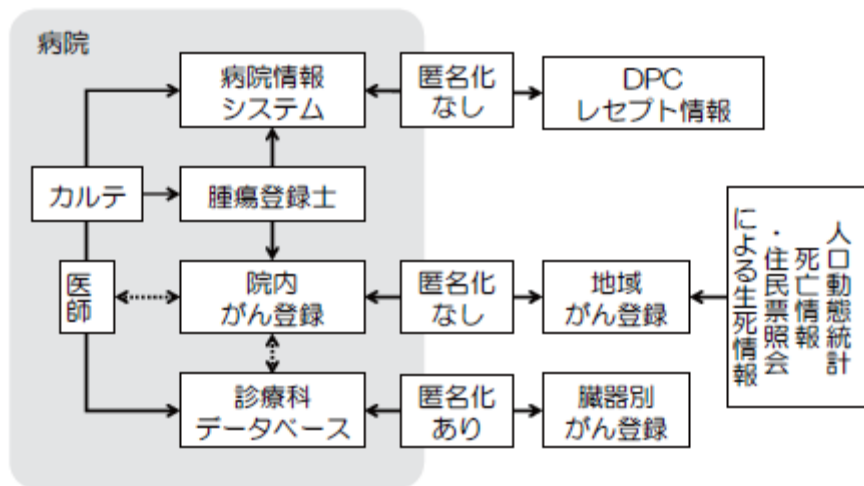 病院
病院情報
システム
匿名化
なし
DPC
レセプト情報
カルテ
腫瘍登録士
医師
院内
がん登録
匿名化
なし
地域
がん登録
人口動態統計
死亡情報
・住民票照会
による生死情報
診療科
データベース
匿名化
あり
臓器別
がん登録